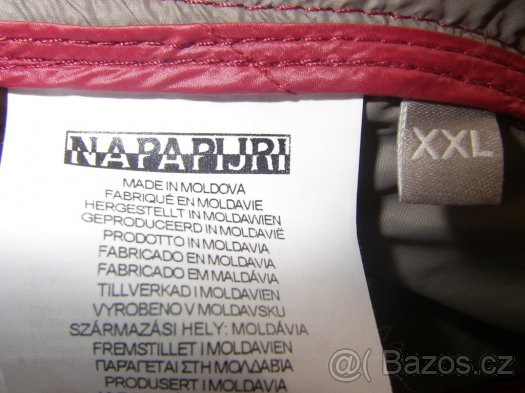 NAPAPIJRI
XXL
MADE IN MOLDOVA
FABRIQUÉ EN MOLDAVIE
HERGESTELLT IN MOLDAWIEN
GEPRODUCEERD IN MOLDAVIË
PRODOTTO IN MOLDAVIA
FABRICADO EN MOLDAVIA
FABRICADO EM MALDÁVIA
TILLVERKAD I MOLDAVIEN
VYROBENO V MOLDAVSKU
SZÁRMAZÁSI HELY: MOLDÁVIA
FREMSTILLET I MOLDAVIEN
ΠΑΡΑΓΕΤΑΙ ΣΤΗ ΜΟΛΔΑΒΙΑ
PRODUSERT I MOLDAVIA
Bazos.cz